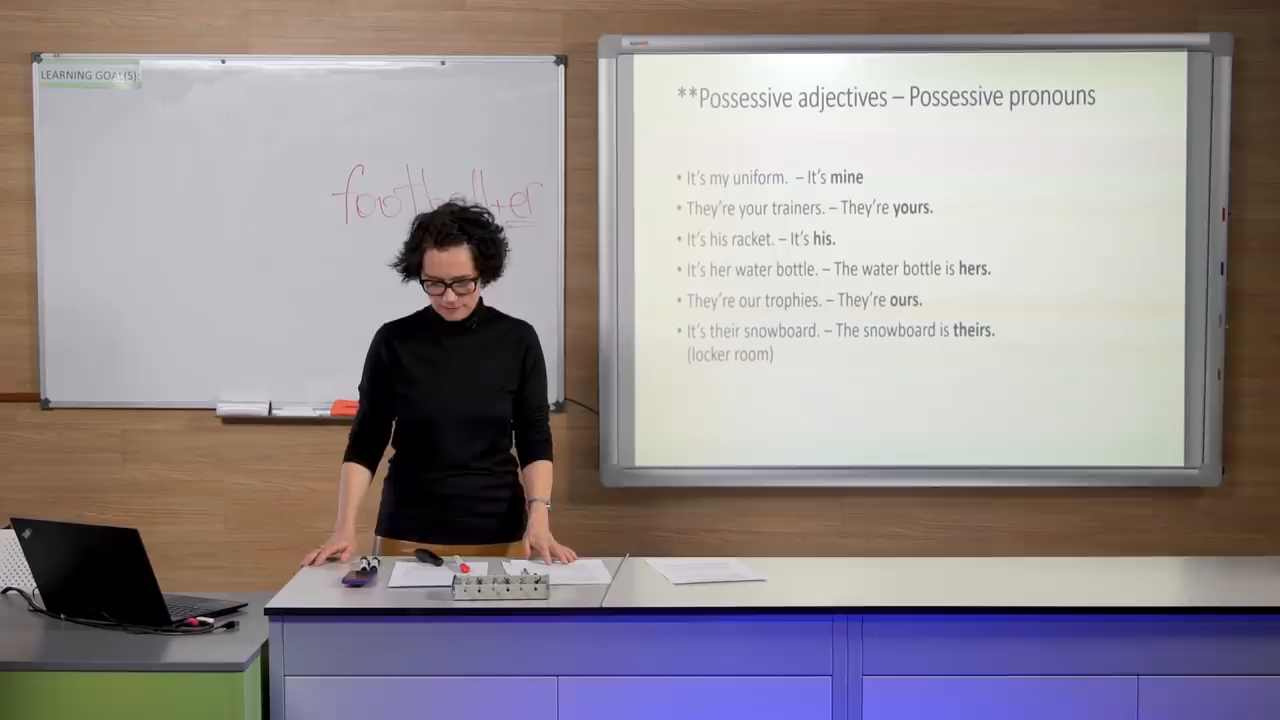 LEARNING GOAL(S):
football+er
**Possessive adjectives – Possessive pronouns
• It's my uniform. – It's mine
• They're your trainers. – They're yours.
• It's his racket. – It's his.
• It's her water bottle. – The water bottle is hers.
• They're our trophies. – They're ours.
• It's their snowboard. – The snowboard is theirs.
(locker room)